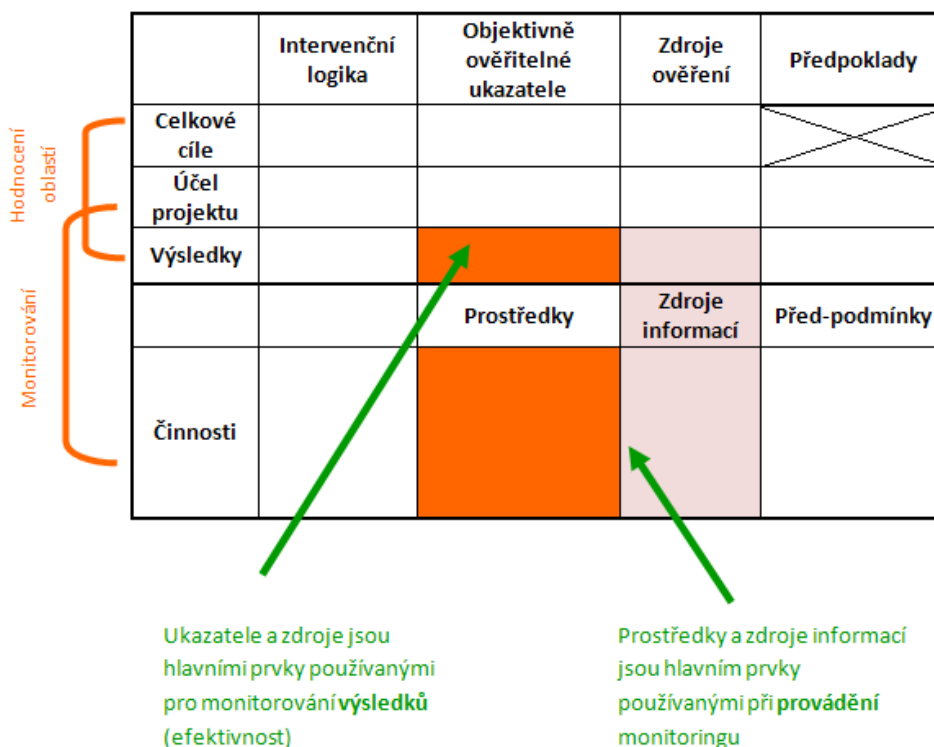 Intervenční
logika
Objektivně
ověřitelné
ukazatele
Zdroje
ověření
Předpoklady
Hodnocení
oblastí
Celkové
cíle
Účel
projektu
Výsledky
Prostředky
Zdroje
informací
Před-podmínky
Monitorování
Činnosti
Ukazatele a zdroje jsou
hlavními prvky používanými
pro monitorování výsledků
(efektivnost)
Prostředky a zdroje informací
jsou hlavním prvky
používanými při provádění
monitoringu